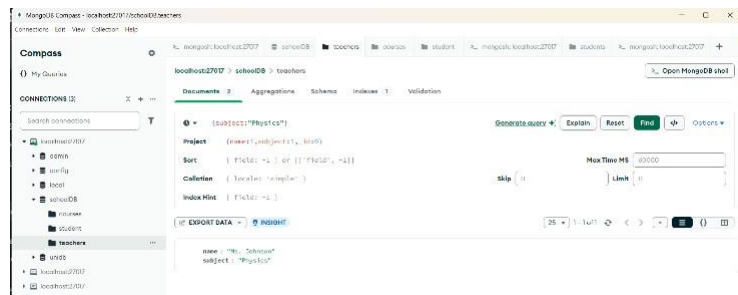 MongoDB Compass - localhost:27017/schoolDB.teachers
Connections Edit View Collection Help
Compass
{} My Queries
CONNECTIONS (3)
Search connections
localhost:27017
admin
config
local
schoolDB
courses
student
teachers
unidb
localhost:27017
localhost:27017
mongosh: localhost:27017 schoolDB teachers courses student mongosh: localhost:27017 students mongosh: localhost:27017
localhost:27017 > schoolDB > teachers
Open MongoDB shell
Documents 3 Aggregations Schema Indexes 1 Validation
{subject:"Physics"}
Generate query Explain Reset Find </> Options
Project {name:1,subject:1,_id:0}
Sort { field: -1 } or [['field', -1]]
Max Time MS 60000
Collation { locale: 'simple' }
Skip 0 Limit 0
Index Hint { field: -1 }
EXPORT DATA INSIGHT
25 1-1 of 1
name : "Ms. Johnson"
subject : "Physics"